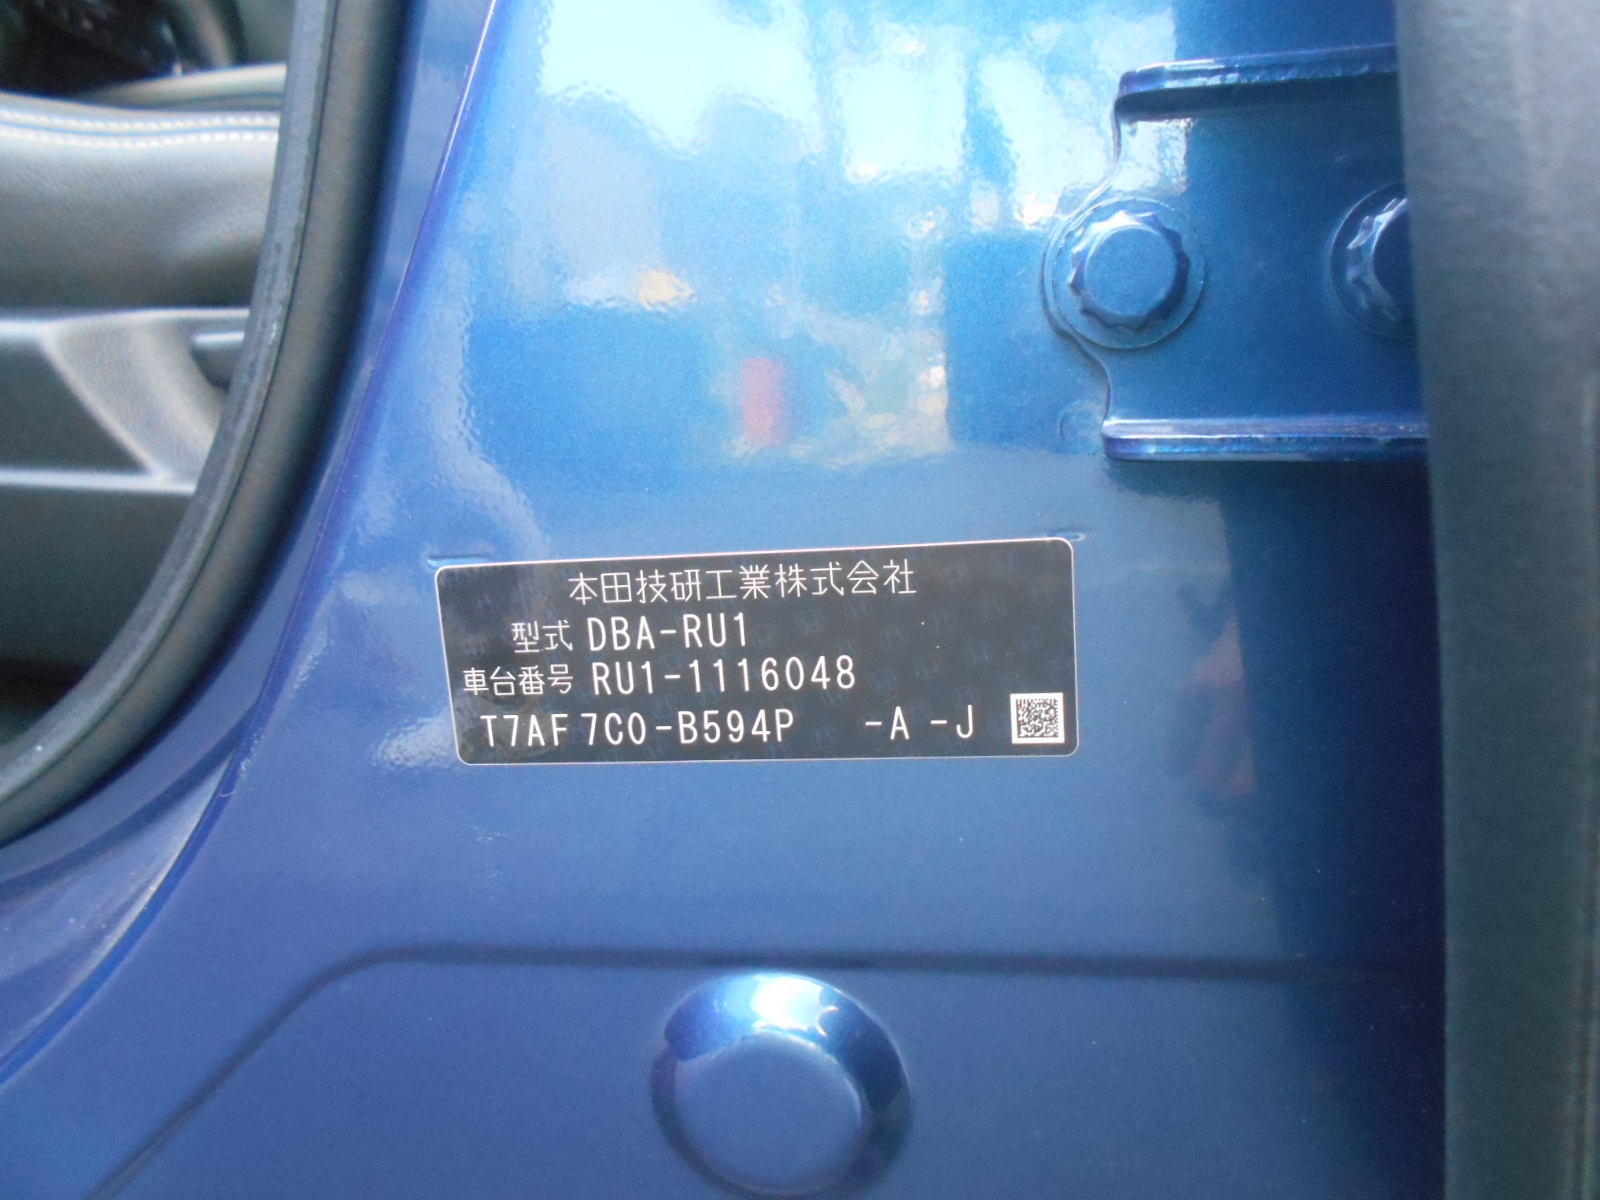 本田技研工業株式会社
型式 DBA-RU1
車台番号 RU1-1116048
T7AF 7C0-B594P -A -J